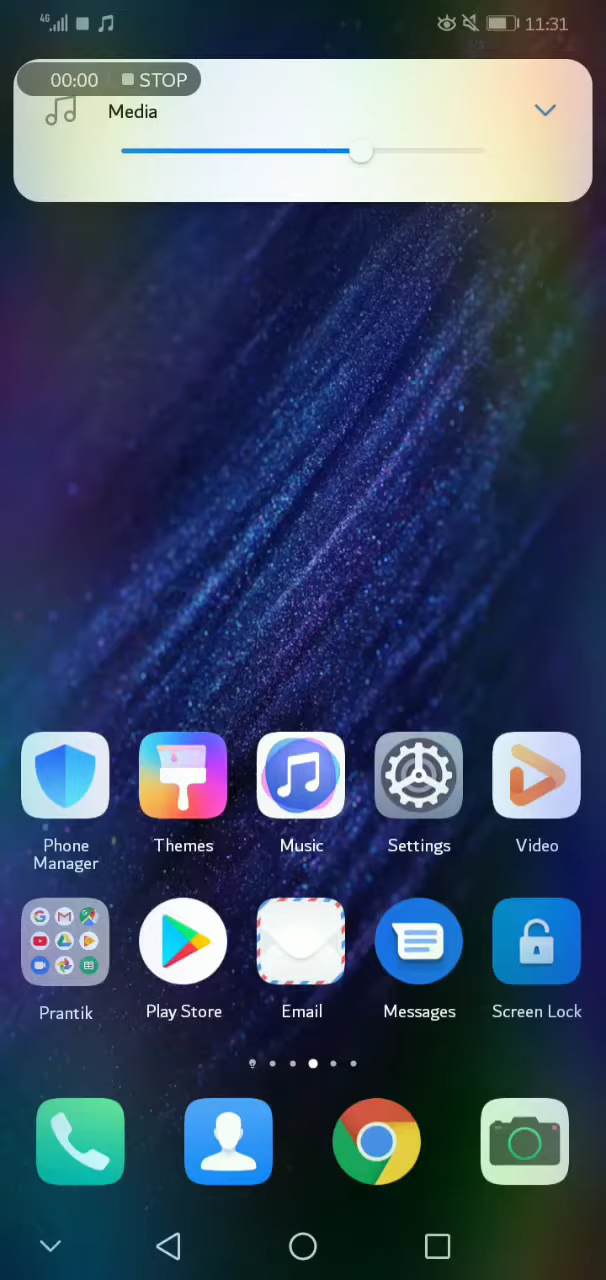 4G 11:31
00:00 STOP
Media
Phone Themes Music Settings Video
Manager
Prantik Play Store Email Messages Screen Lock